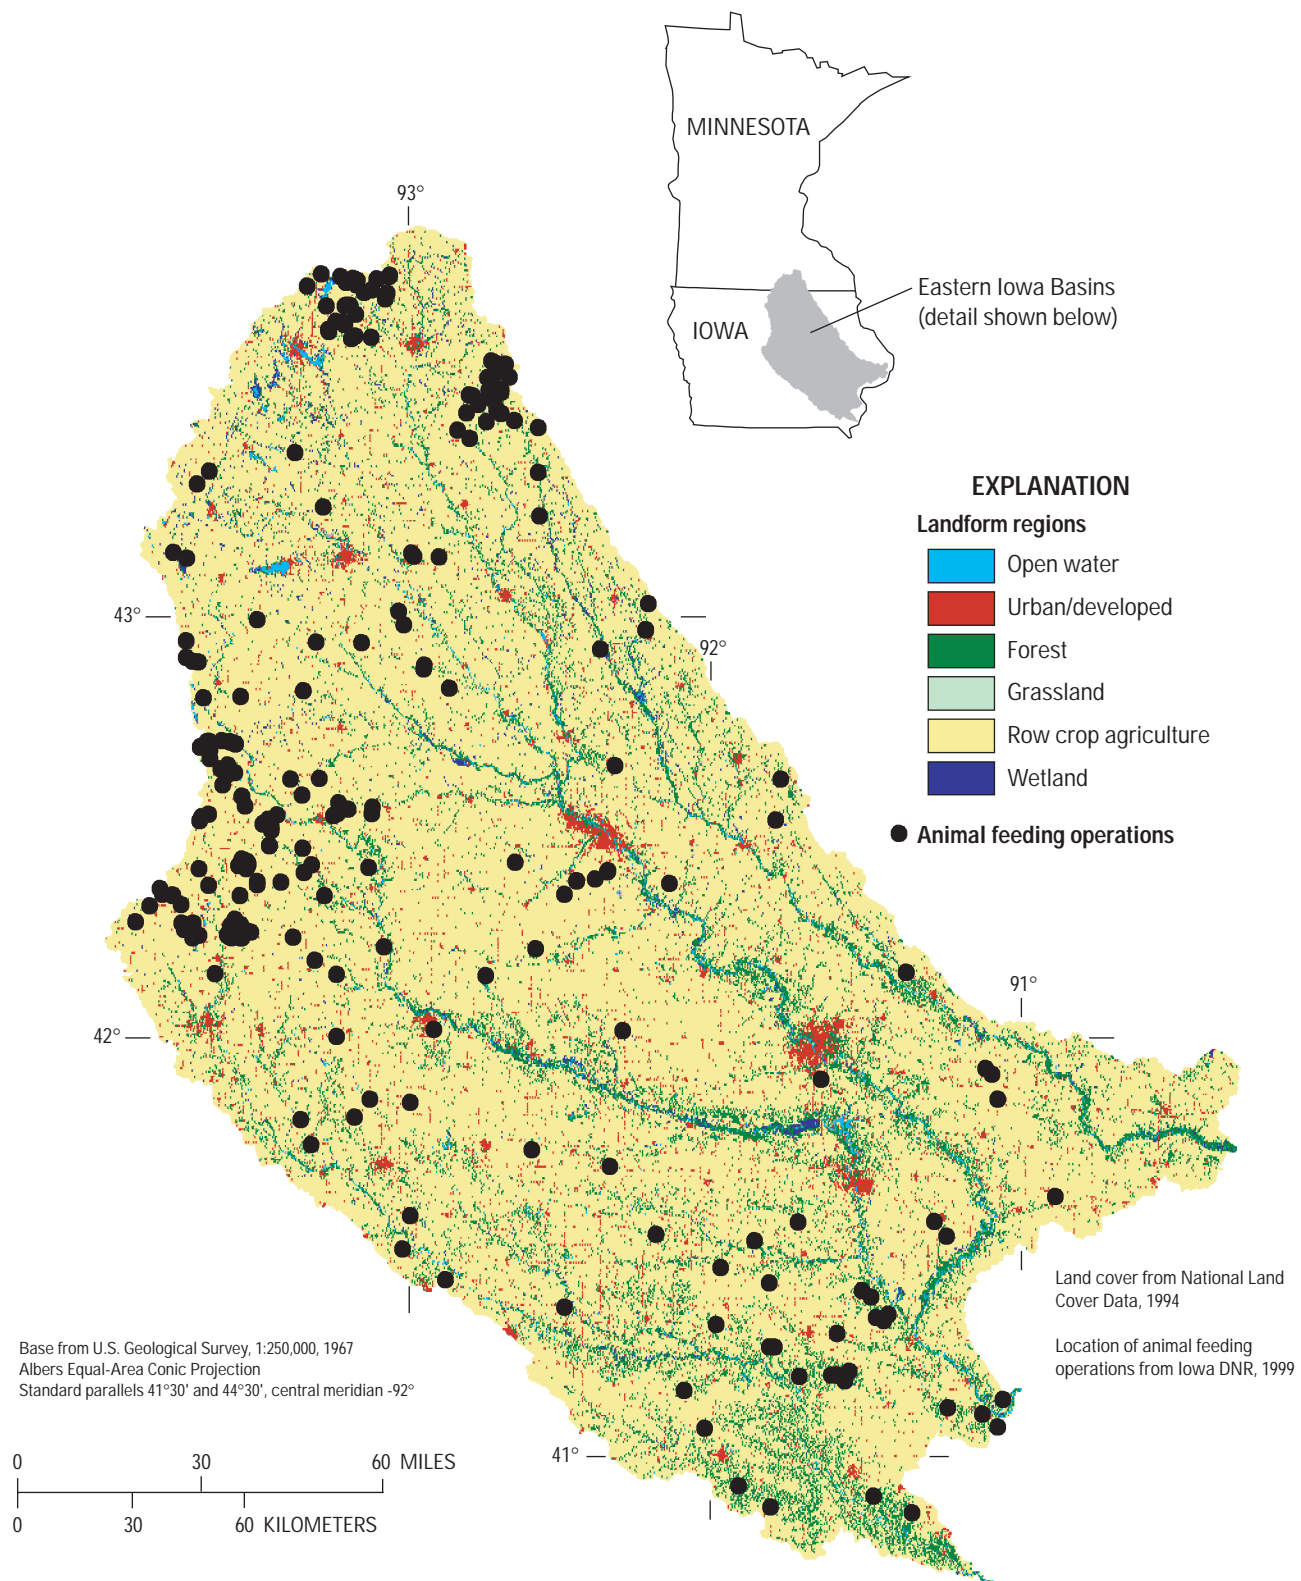 MINNESOTA
93°
Eastern Iowa Basins
(detail shown below)
IOWA
EXPLANATION
Landform regions
Open water
Urban/developed
43°
Forest
92°
Grassland
Row crop agriculture
Wetland
Animal feeding operations
91°
42°
Land cover from National Land
Cover Data, 1994
Location of animal feeding
operations from Iowa DNR, 1999
Base from U.S. Geological Survey, 1:250,000, 1967
Albers Equal-Area Conic Projection
Standard parallels 41°30' and 44°30', central meridian -92°
41°
0 30 60 MILES
0 30 60 KILOMETERS